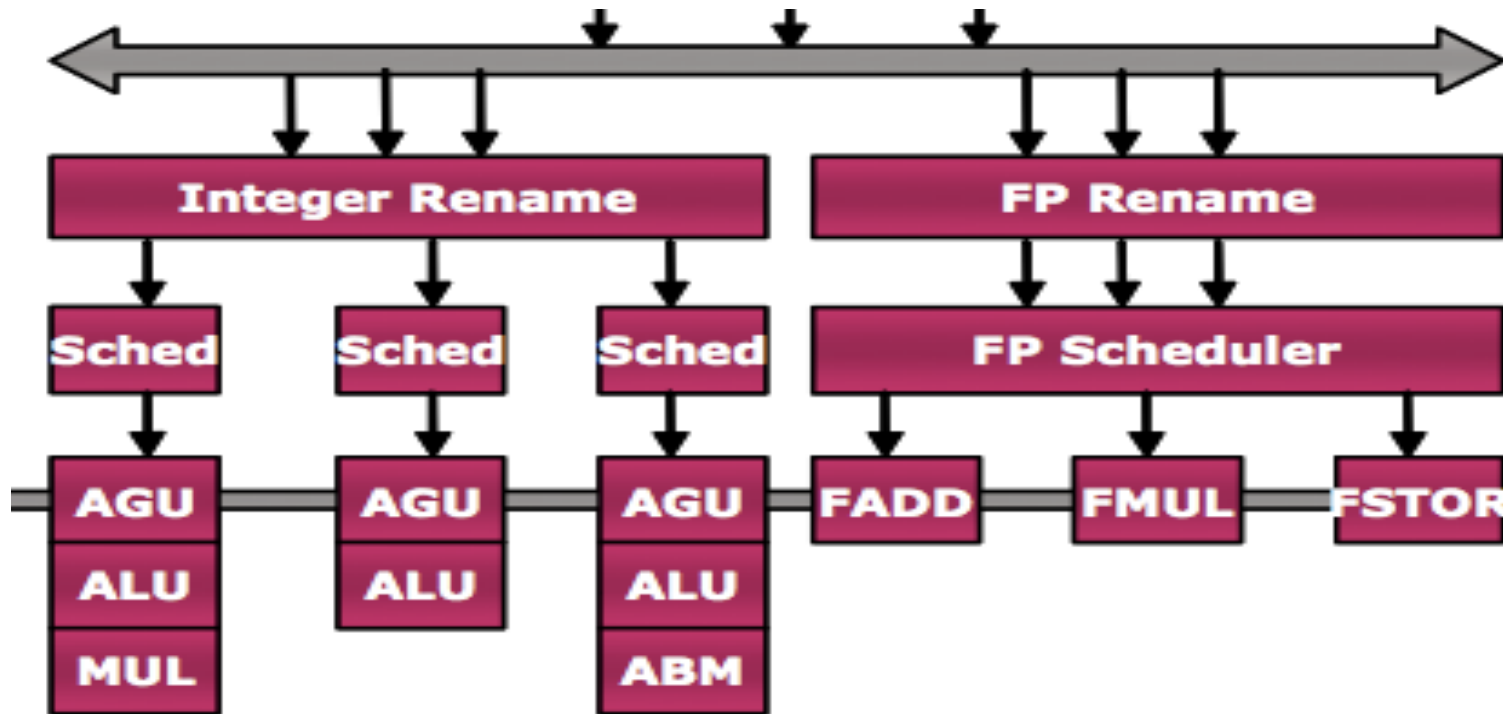 Integer Rename
FP Rename
Sched
Sched
Sched
FP Scheduler
AGU
AGU
AGU
FADD
FMUL
FSTOR
ALU
ALU
ALU
MUL
ABM